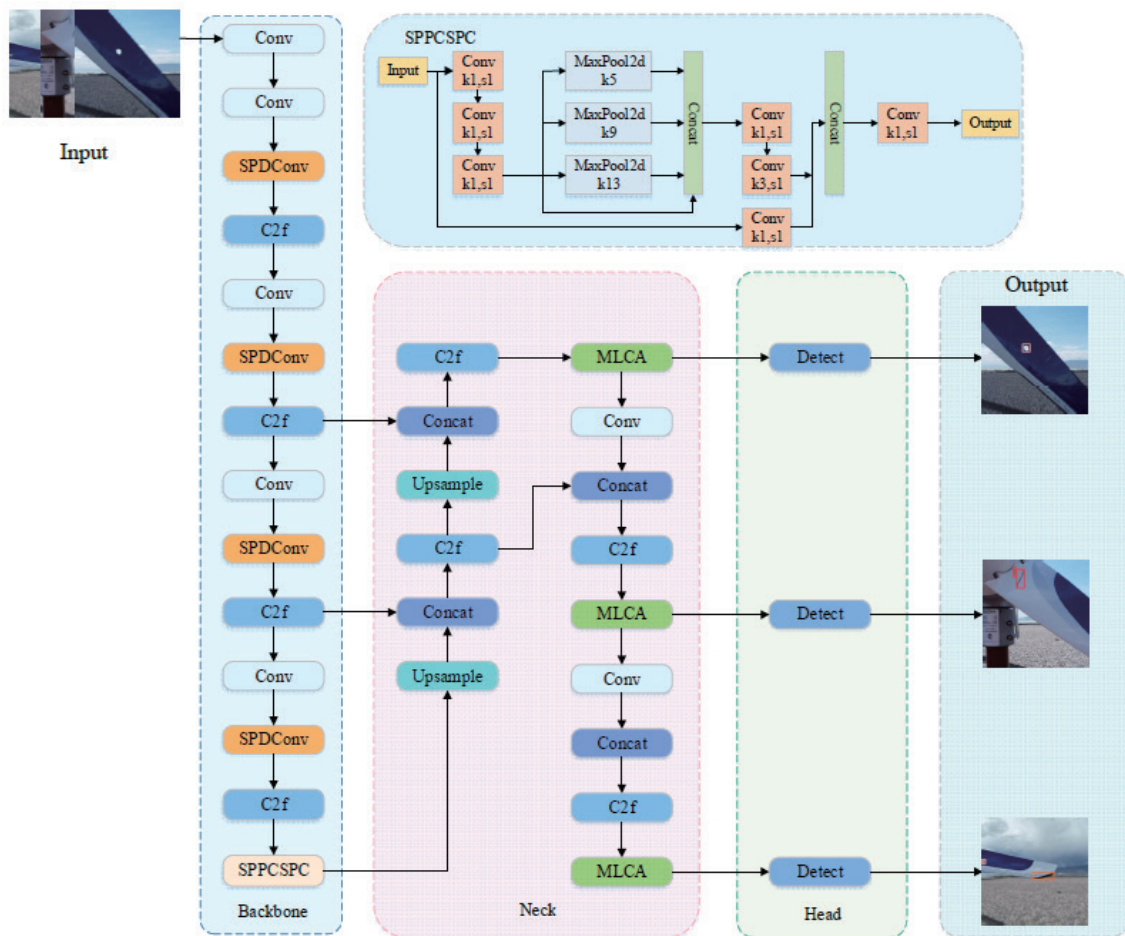 Input
Conv
Conv
SPDConv
C2f
Conv
SPDConv
C2f
Conv
SPDConv
C2f
Conv
SPDConv
C2f
SPPCSPC
Backbone
SPPCSPC
Input
Conv
k1,s1
Conv
k1,s1
Conv
k1,s1
MaxPool2d
k5
MaxPool2d
k9
MaxPool2d
k13
Concat
Conv
k1,s1
Conv
k3,s1
Conv
k1,s1
Concat
Conv
k1,s1
Output
C2f
Concat
Upsample
C2f
Concat
Upsample
MLCA
Conv
Concat
C2f
MLCA
Conv
Concat
C2f
MLCA
Neck
Detect
Detect
Detect
Head
Output